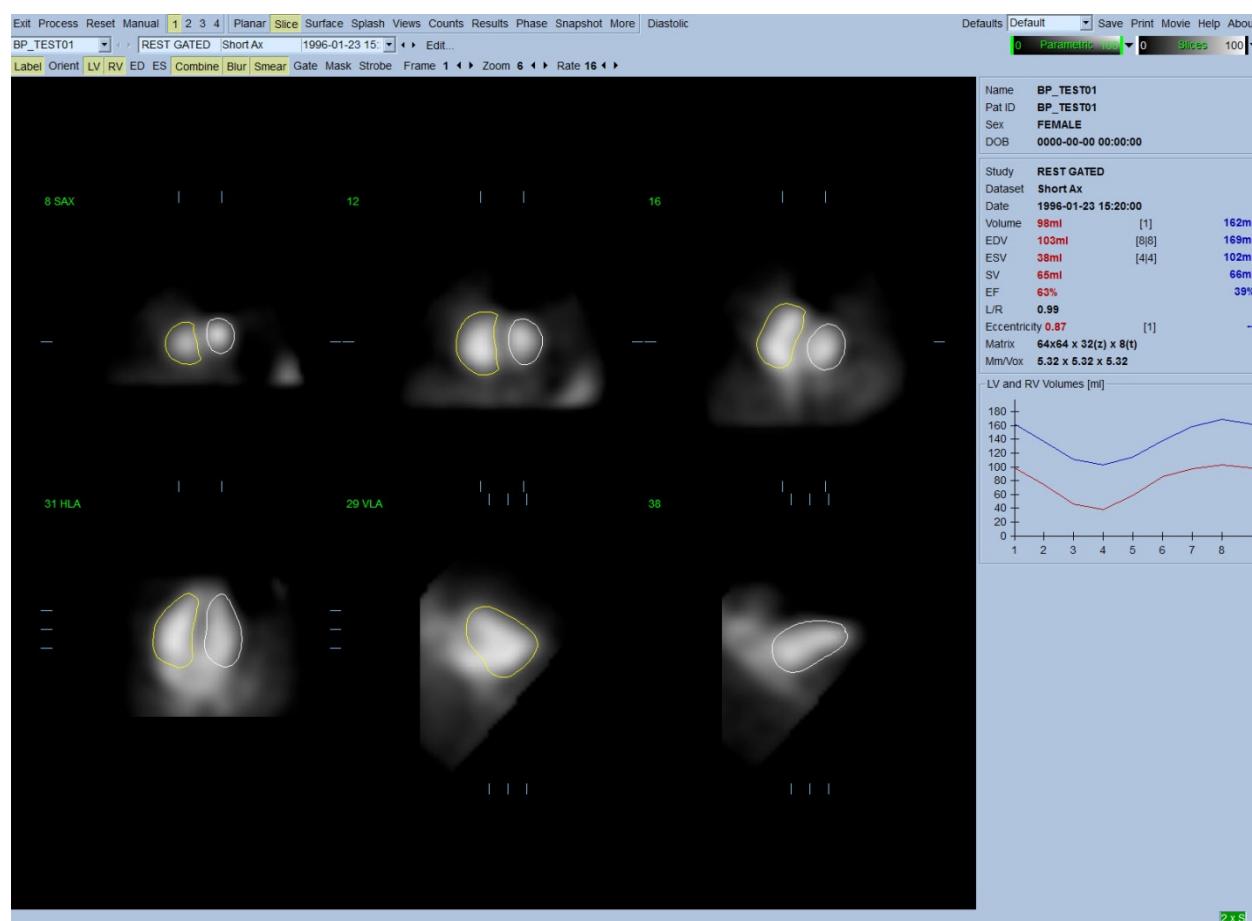 Exit Process Reset Manual 1 2 3 4 Planar Slice Surface Splash Views Counts Results Phase Snapshot More Diastolic Defaults Default Save Print Movie Help Abou
BP_TEST01 REST GATED Short Ax 1996-01-23 15: Edit... 0 Parametric 100 0 Slices 100
Label Orient LV RV ED ES Combine Blur Smear Gate Mask Strobe Frame 1 Zoom 6 Rate 16
8 SAX 12 16
31 HLA 29 VLA 38
Name BP_TEST01
Pat ID BP_TEST01
Sex FEMALE
DOB 0000-00-00 00:00:00
Study REST GATED
Dataset Short Ax
Date 1996-01-23 15:20:00
Volume 98ml [1] 162m
EDV 103ml [8|8] 169m
ESV 38ml [4|4] 102m
SV 65ml 66m
EF 63% 39%
L/R 0.99
Eccentricity 0.87 [1] --
Matrix 64x64 x 32(z) x 8(t)
Mm/Vox 5.32 x 5.32 x 5.32
LV and RV Volumes [ml]
180
160
140
120
100
80
60
40
20
0
1 2 3 4 5 6 7 8
2 x S